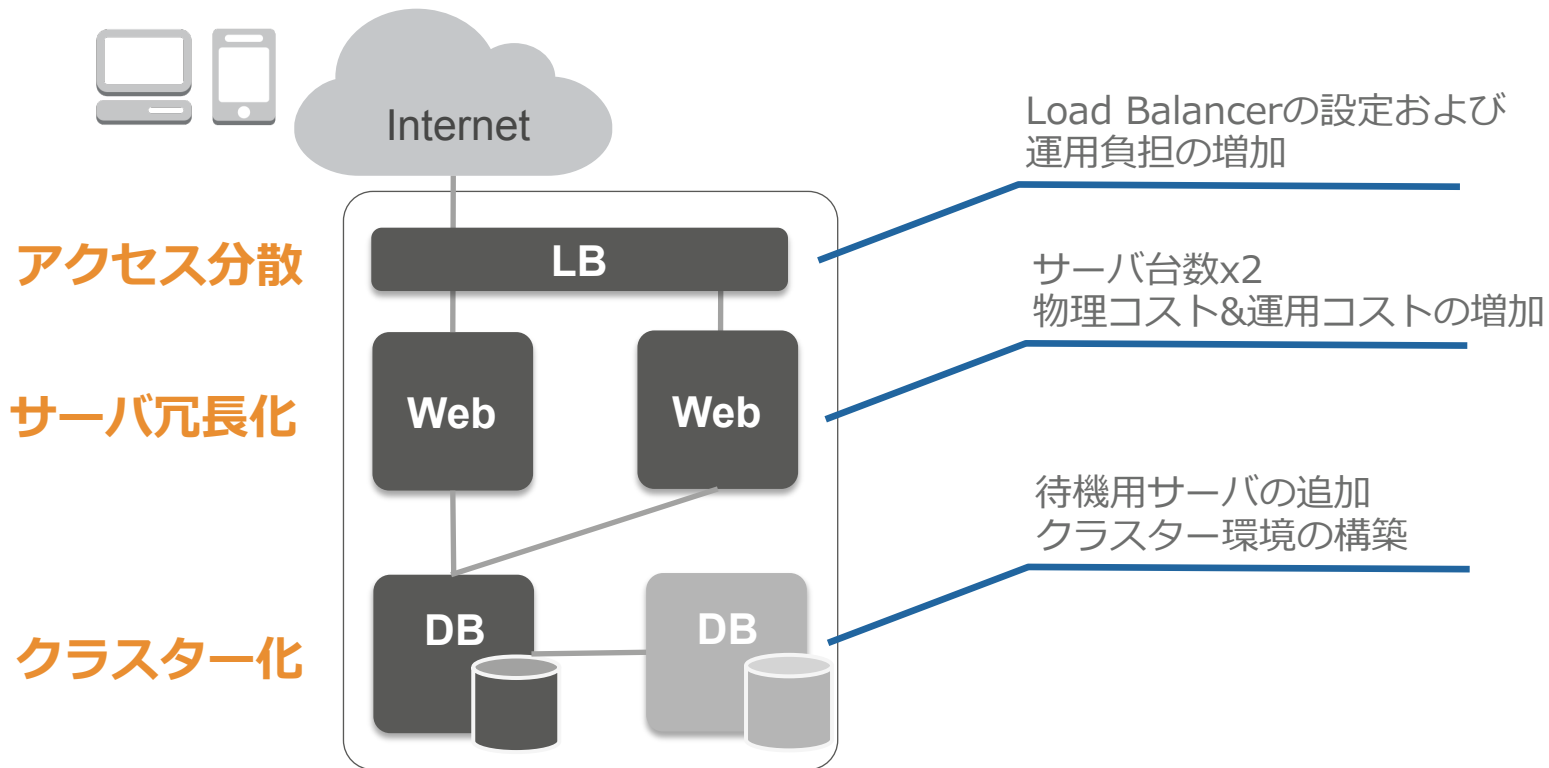 Internet
Load Balancerの設定および
運用負担の増加
アクセス分散
LB
サーバ台数x2
物理コスト&運用コストの増加
サーバ冗長化
Web
Web
待機用サーバの追加
クラスター環境の構築
クラスター化
DB
DB